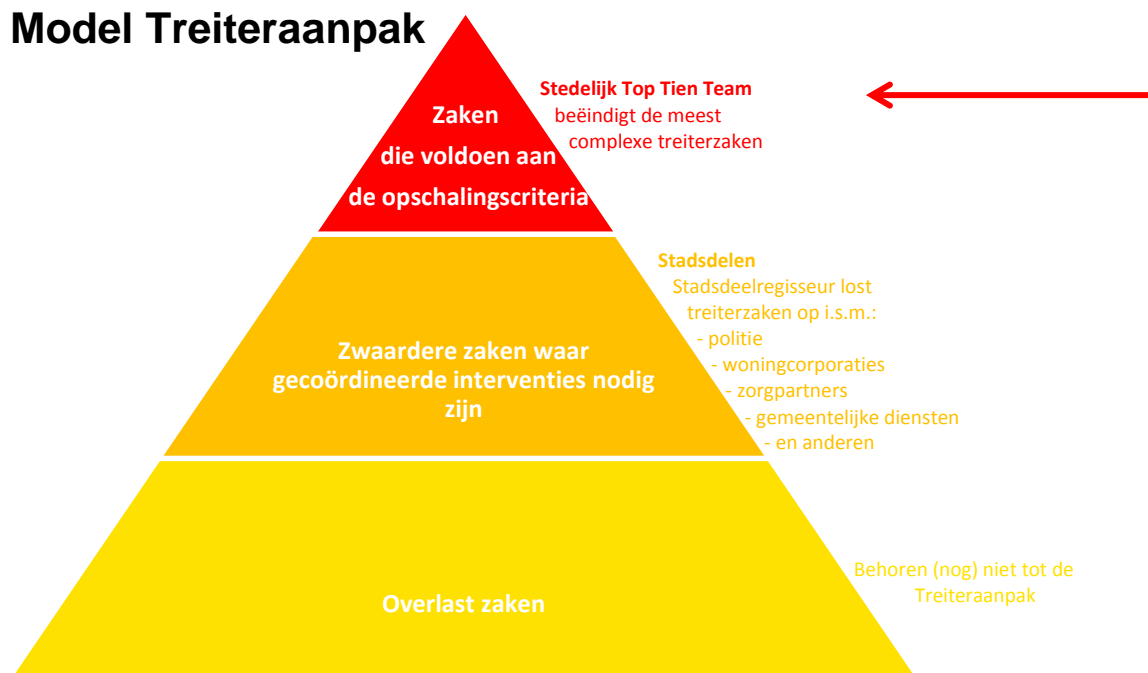 Model Treiteraanpak
Zaken
die voldoen aan
de opschalingscriteria
Stedelijk Top Tien Team
beëindigt de meest
complexe treiterzaken
Zwaardere zaken waar
gecoördineerde interventies nodig
zijn
Stadsdelen
Stadsdeelregisseur lost
treiterzaken op i.s.m.:
- politie
- woningcorporaties
- zorgpartners
- gemeentelijke diensten
- en anderen
Overlast zaken
Behoren (nog) niet tot de
Treiteraanpak